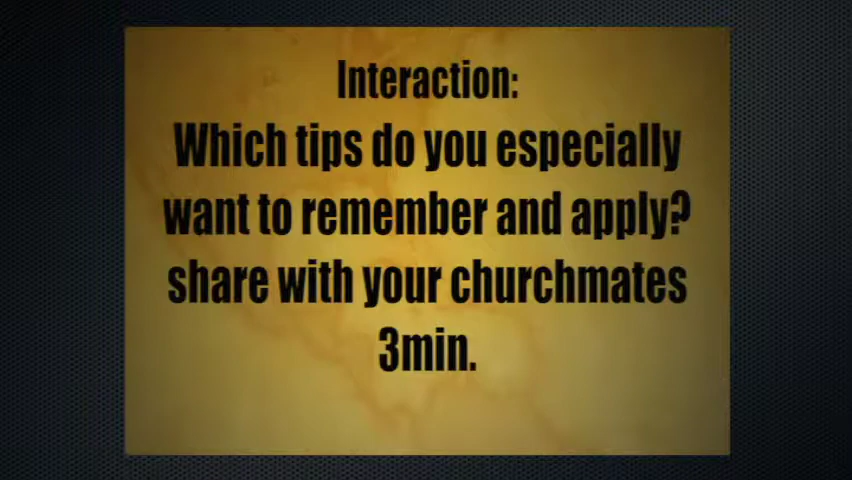 Interaction:
Which tips do you especially
want to remember and apply?
share with your churchmates
3min.